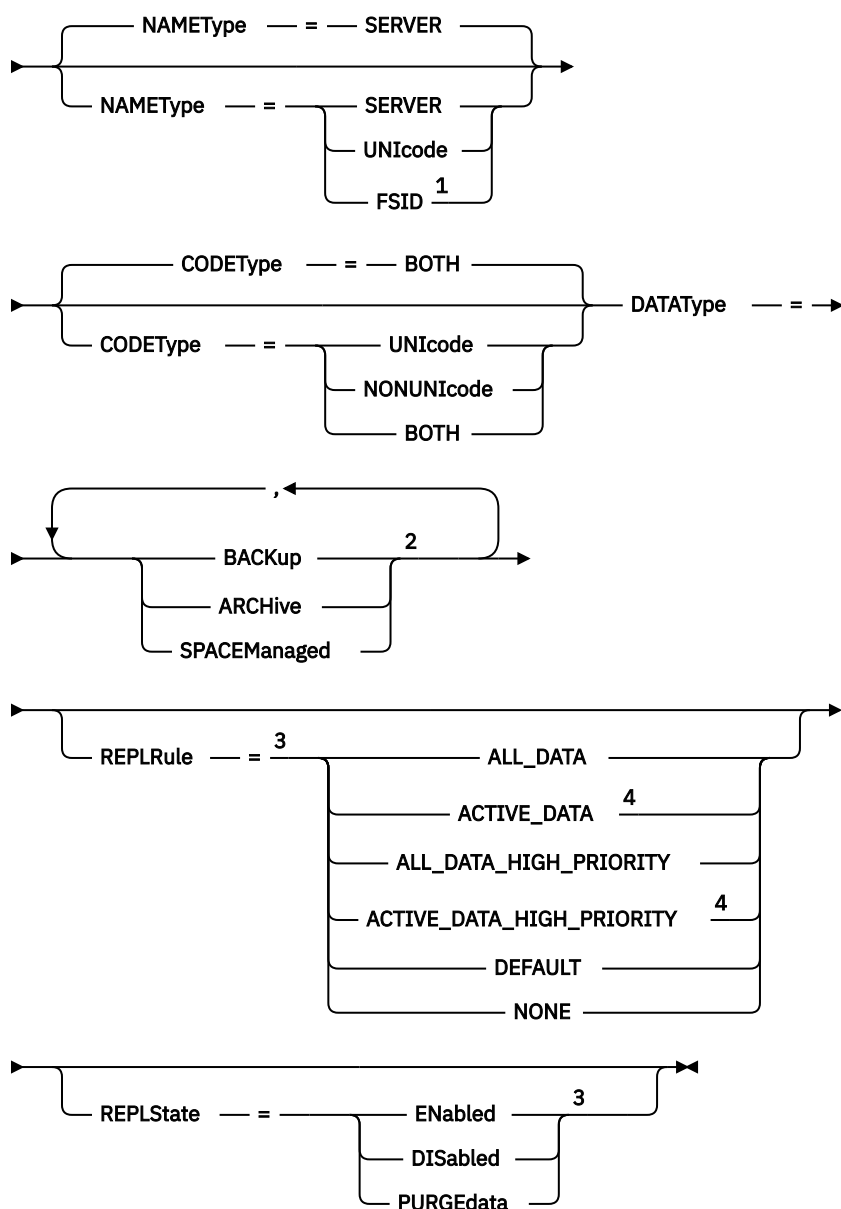 NAMEType = SERVER
NAMEType = SERVER
UNIcode
FSID 1
CODEType = BOTH
DATAType =
CODEType = UNIcode
NONUNIcode
BOTH
,
BACKup 2
ARCHive
SPACEManaged
REPLRule = 3 ALL_DATA
ACTIVE_DATA 4
ALL_DATA_HIGH_PRIORITY
ACTIVE_DATA_HIGH_PRIORITY 4
DEFAULT
NONE
REPLState = ENabled 3
DISabled
PURGEdata